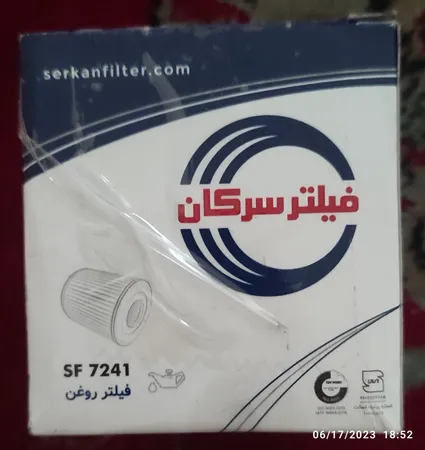 serkanfilter.com
فیلتر سرکان
SF 7241
فیلتر روغن
06/17/2023 18:52